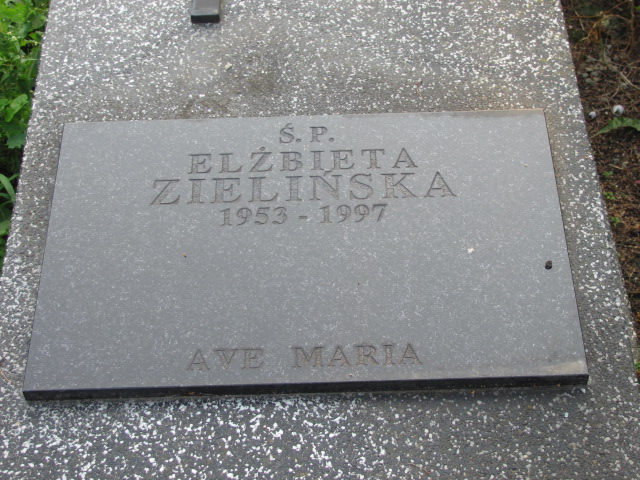 Ś. P.
ELŻBIETA
ZIELIŃSKA
1953 - 1997
AVE MARIA